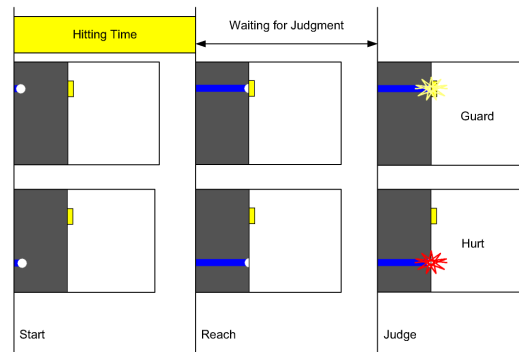 Hitting Time
Waiting for Judgment
Guard
Hurt
Start
Reach
Judge